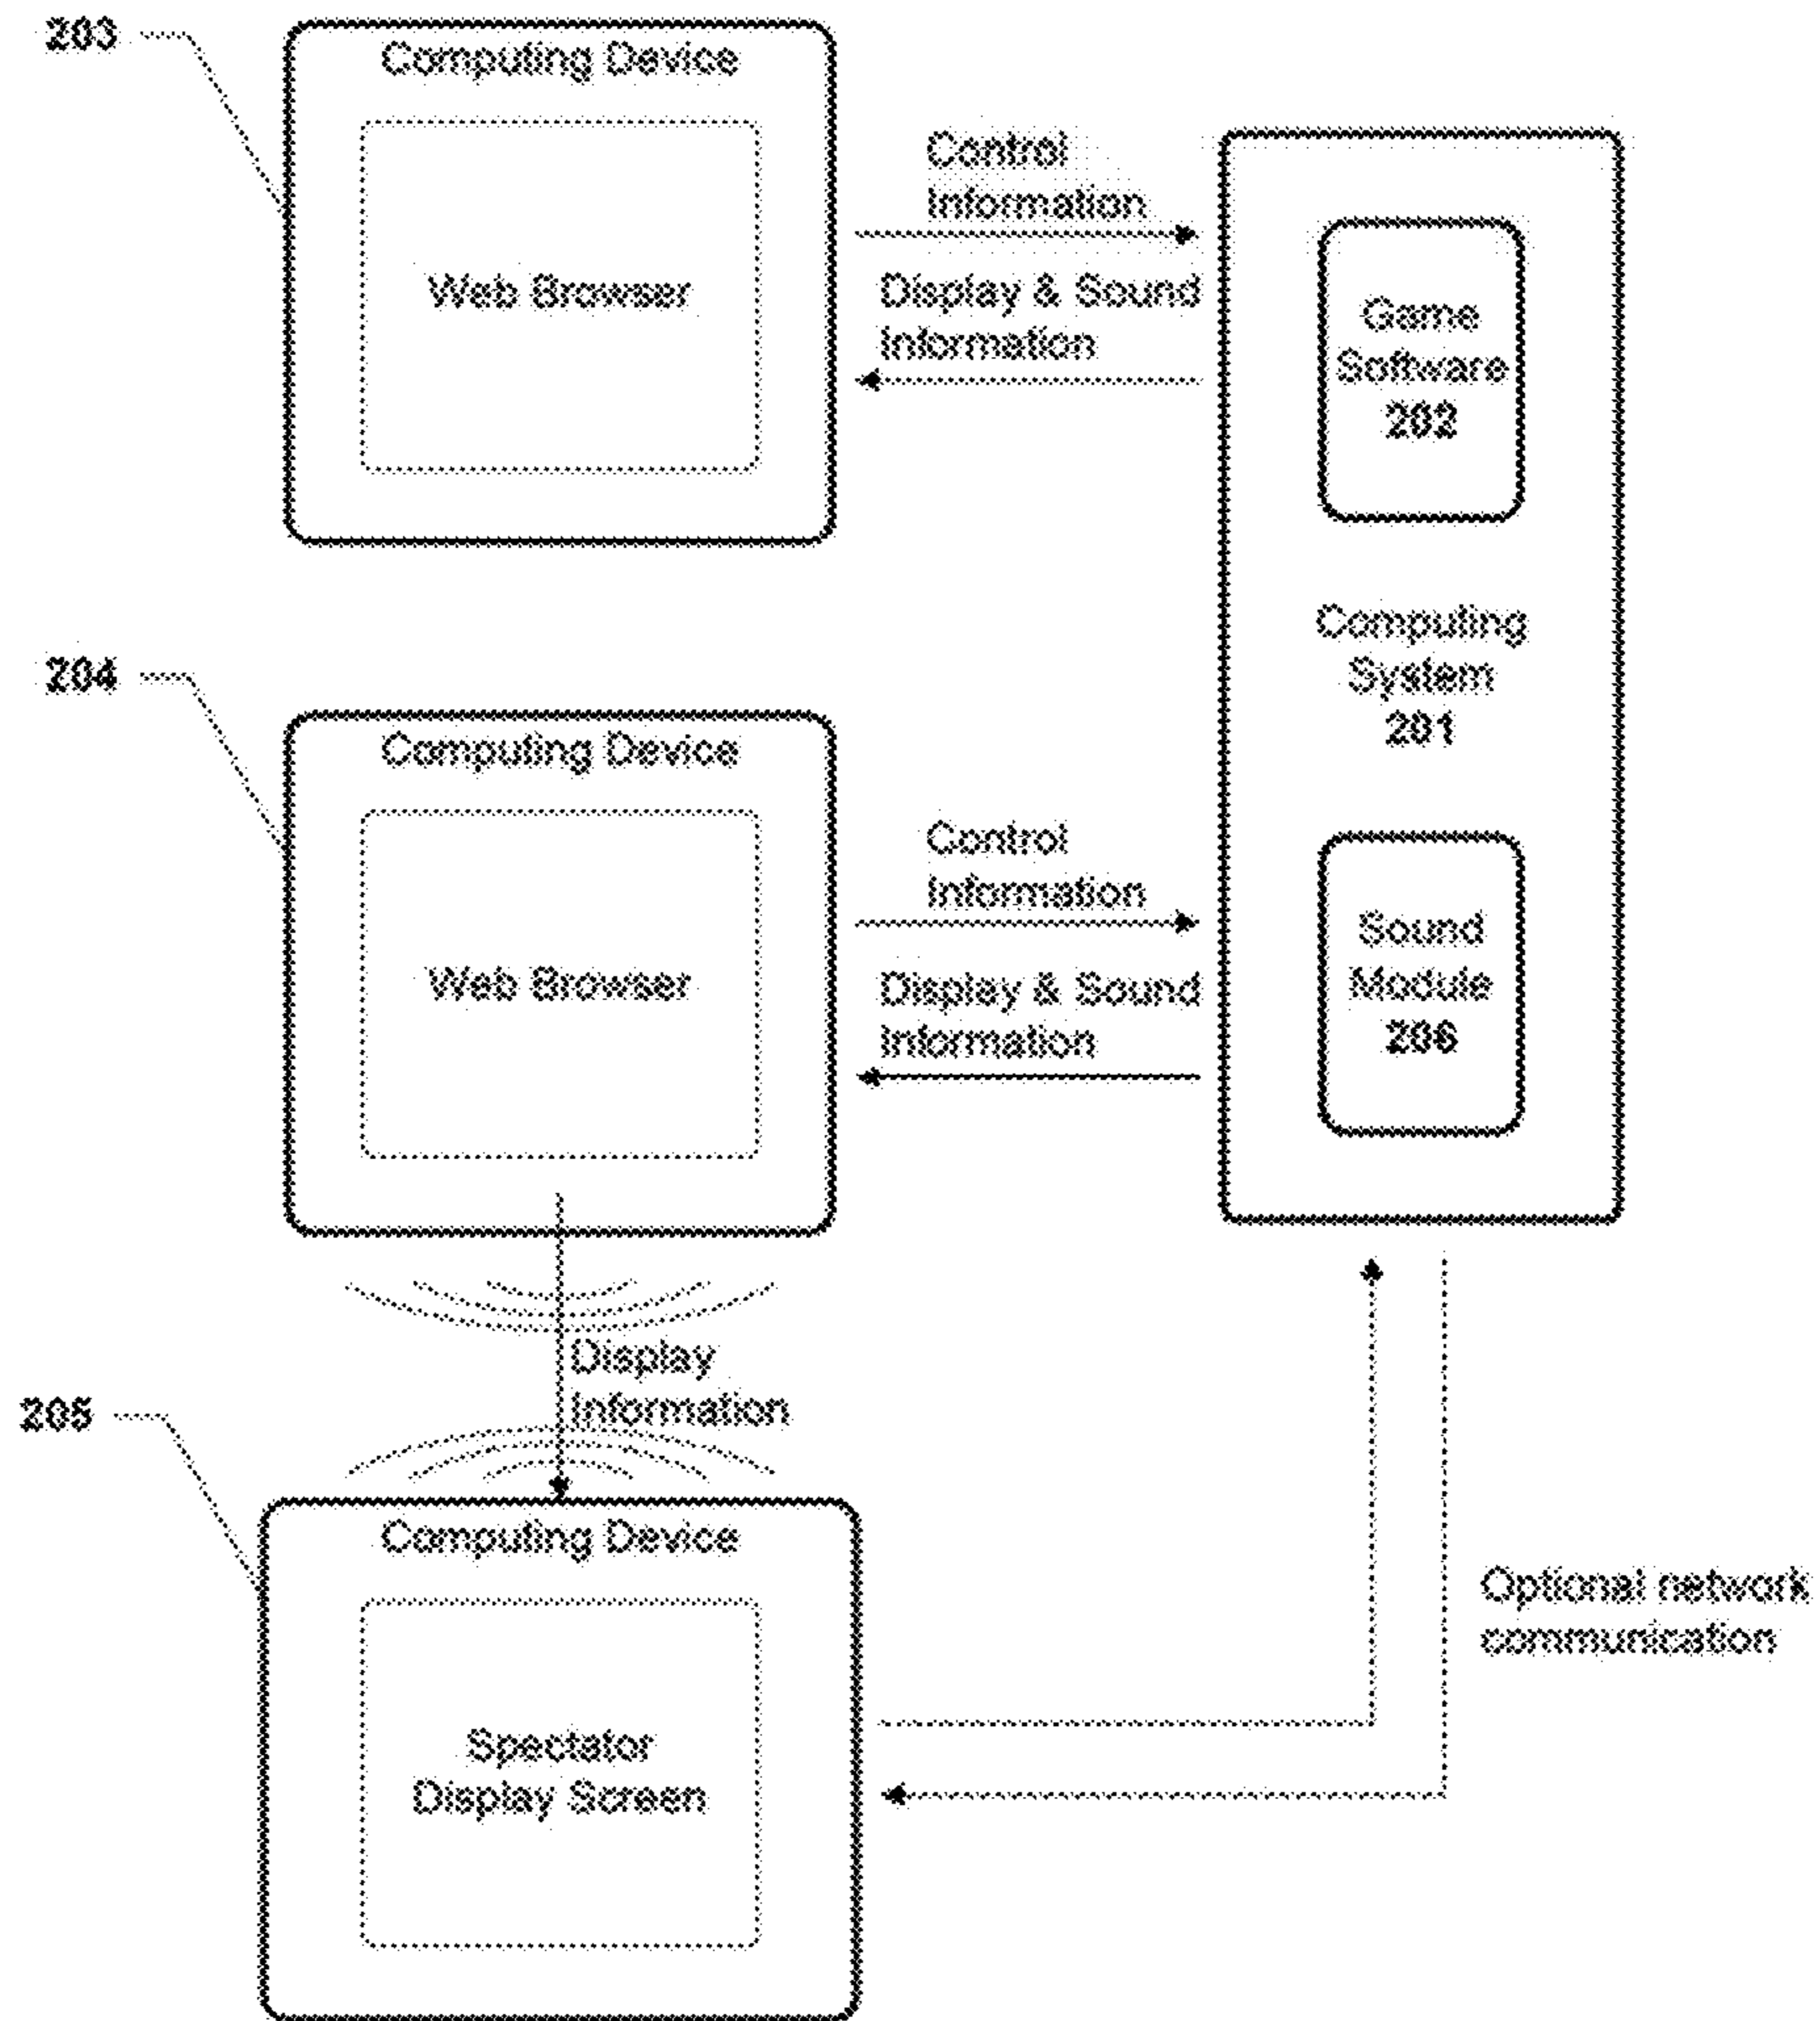 203
Computing Device
Web Browser
Control
Information
Display & Sound
Information
Game
Software
202
Computing
System
201
204
Computing Device
Web Browser
Control
Information
Display & Sound
Information
Sound
Module
206
Display
Information
205
Computing Device
Spectator
Display Screen
Optional network
communication